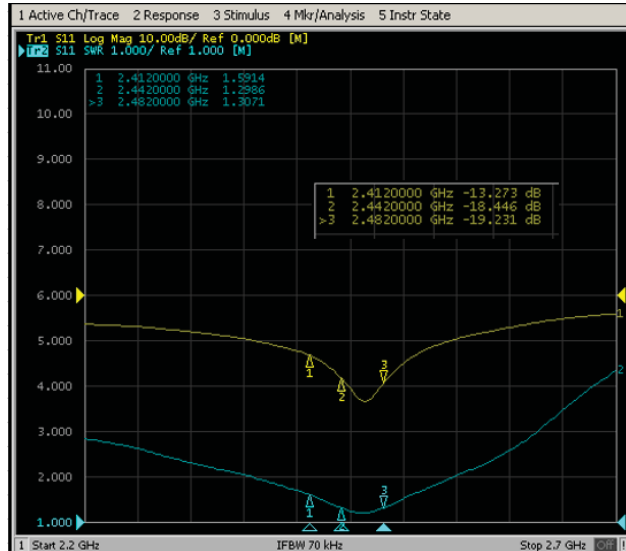 1 Active Ch/Trace 2 Response 3 Stimulus 4 Mkr/Analysis 5 Instr State
Tr1 S11 Log Mag 10.00dB/ Ref 0.000dB [M]
Tr2 S11 SWR 1.000/ Ref 1.000 [M]
11.00
1 2.4120000 GHz 1.5914
2 2.4420000 GHz 1.2986
>3 2.4820000 GHz 1.3071
10.00
9.000
8.000
1 2.4120000 GHz -13.273 dB
2 2.4420000 GHz -18.446 dB
>3 2.4820000 GHz -19.231 dB
7.000
6.000
1
5.000
3
1
4.000
2
2
3.000
2.000
3
1
2
1.000
1 Start 2.2 GHz IFBW 70 kHz Stop 2.7 GHz Off !